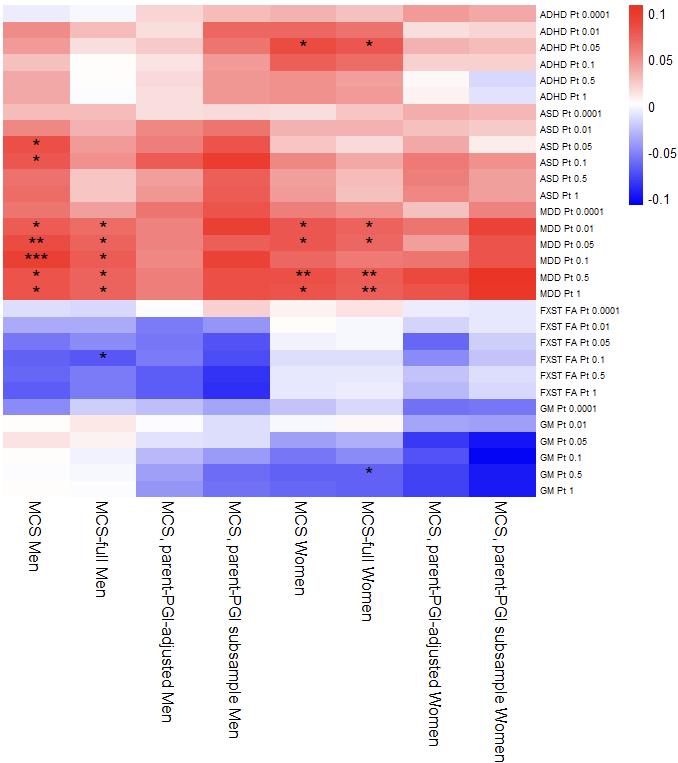 ADHD Pt 0.0001
ADHD Pt 0.01
* * ADHD Pt 0.05
ADHD Pt 0.1
ADHD Pt 0.5
ADHD Pt 1
ASD Pt 0.0001
ASD Pt 0.01
* ASD Pt 0.05
* ASD Pt 0.1
ASD Pt 0.5
ASD Pt 1
MDD Pt 0.0001
* * * * MDD Pt 0.01
** * * * MDD Pt 0.05
*** * MDD Pt 0.1
* * ** ** MDD Pt 0.5
* * * ** MDD Pt 1
FXST FA Pt 0.0001
FXST FA Pt 0.01
FXST FA Pt 0.05
* FXST FA Pt 0.1
FXST FA Pt 0.5
FXST FA Pt 1
GM Pt 0.0001
GM Pt 0.01
GM Pt 0.05
GM Pt 0.1
* GM Pt 0.5
GM Pt 1
0.1
0.05
0
-0.05
-0.1
MCS Men
MCS-full Men
MCS, parent-PGI-adjusted Men
MCS, parent-PGI subsample Men
MCS Women
MCS-full Women
MCS, parent-PGI-adjusted Women
MCS, parent-PGI subsample Women